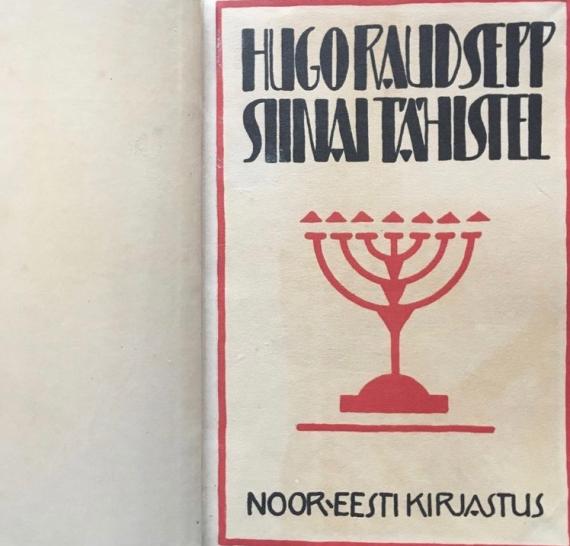 HUGO RAUDSEPP
SIINAI TÄHISTEL
NOOR-EESTI KIRJASTUS